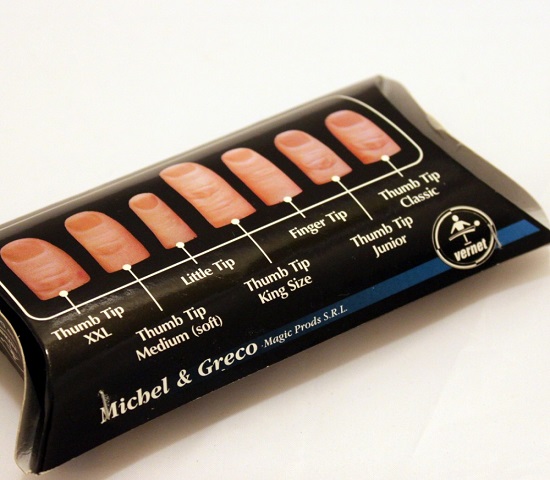 Thumb Tip
XXL
Thumb Tip
Medium (soft)
Little Tip
Thumb Tip
King Size
Finger Tip
Thumb Tip
Junior
Thumb Tip
Classic
vernet
Michel & Greco Magic Prods S.R.L.